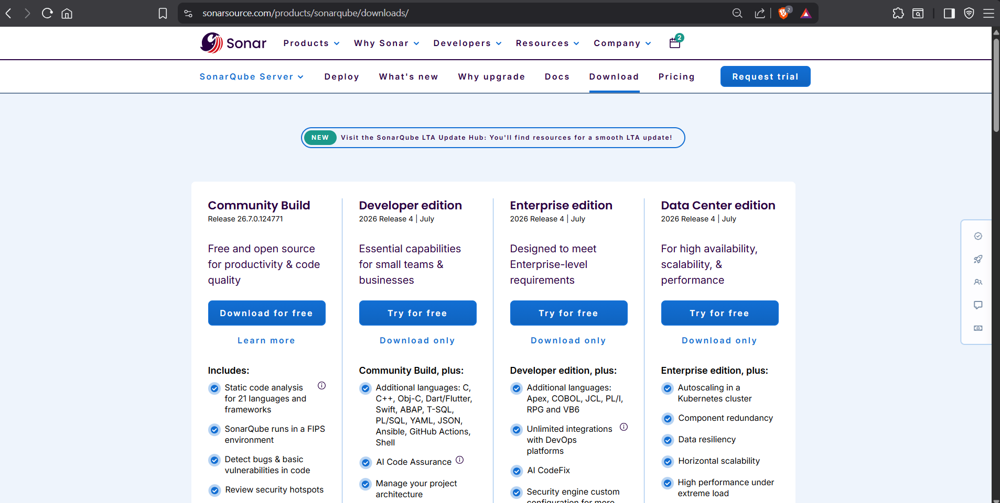 sonarsource.com/products/sonarqube/downloads/
2
Sonar
Products
Why Sonar
Developers
Resources
Company
2
SonarQube Server
Deploy
What's new
Why upgrade
Docs
Download
Pricing
Request trial
NEW
Visit the SonarQube LTA Update Hub: You'll find resources for a smooth LTA update!
Community Build
Release 26.7.0.124771
Free and open source
for productivity & code
quality
Download for free
Learn more
Includes:
Static code analysis
for 21 languages and
frameworks
SonarQube runs in a FIPS
environment
Detect bugs & basic
vulnerabilities in code
Review security hotspots
Developer edition
2026 Release 4 | July
Essential capabilities
for small teams &
businesses
Try for free
Download only
Community Build, plus:
Additional languages: C,
C++, Obj-C, Dart/Flutter,
Swift, ABAP, T-SQL,
PL/SQL, YAML, JSON,
Ansible, GitHub Actions,
Shell
AI Code Assurance
Manage your project
architecture
Enterprise edition
2026 Release 4 | July
Designed to meet
Enterprise-level
requirements
Try for free
Download only
Developer edition, plus:
Additional languages:
Apex, COBOL, JCL, PL/I,
RPG and VB6
Unlimited integrations
with DevOps
platforms
AI CodeFix
Security engine custom
configuration for more
Data Center edition
2026 Release 4 | July
For high availability,
scalability, &
performance
Try for free
Download only
Enterprise edition, plus:
Autoscaling in a
Kubernetes cluster
Component redundancy
Data resiliency
Horizontal scalability
High performance under
extreme load